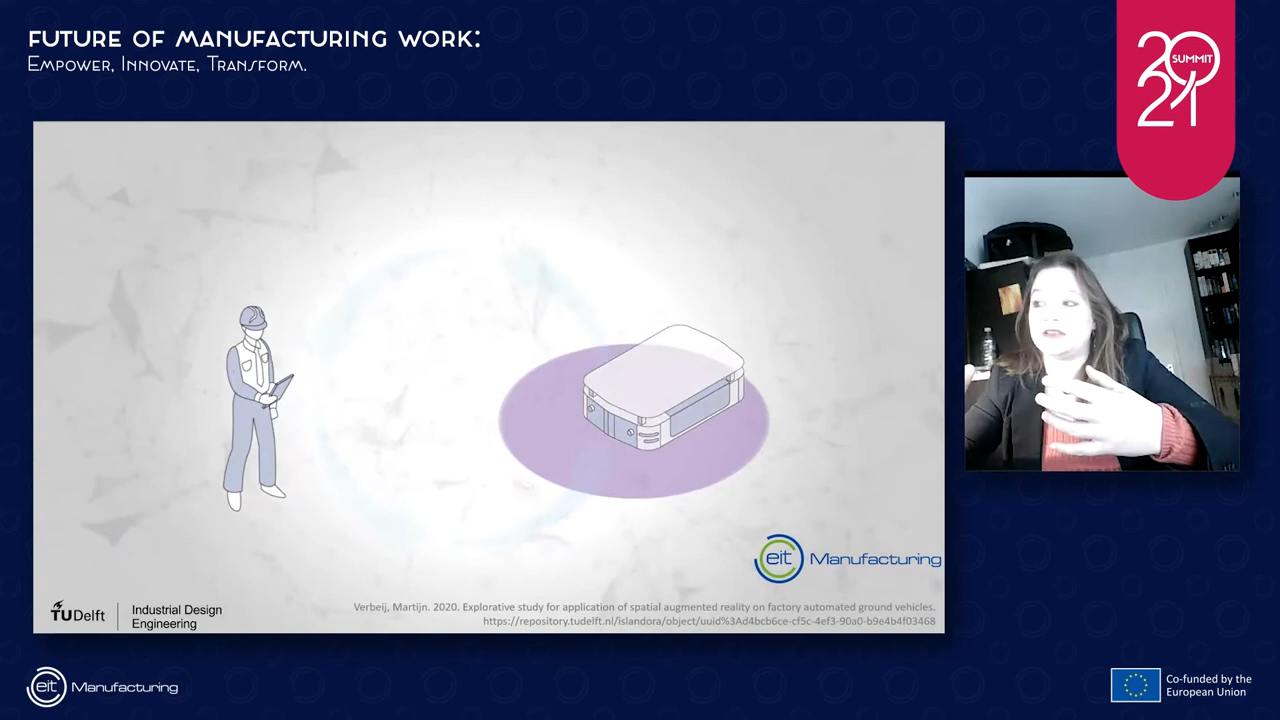 FUTURE OF MANUFACTURING WORK:
EMPOWER, INNOVATE, TRANSFORM.
20
SUMMIT
21
eit Manufacturing
TUDelft
Industrial Design
Engineering
Verbeij, Martijn. 2020. Explorative study for application of spatial augmented reality on factory automated ground vehicles.
https://repository.tudelft.nl/islandora/object/uuid%3Ad4bcb6ce-cf5c-4ef3-90a0-b9e4b4f03468
eit Manufacturing
Co-funded by the
European Union